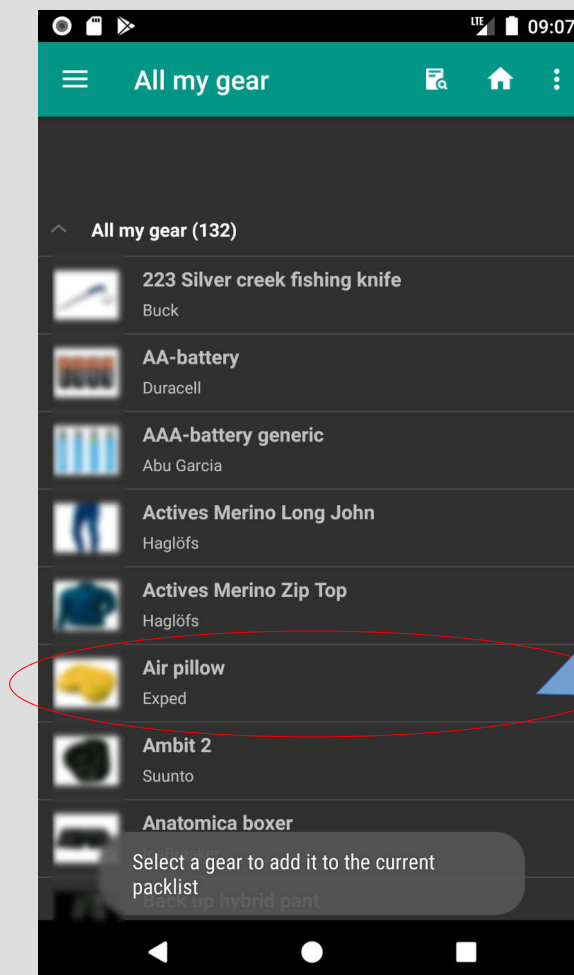 LTE 09:07
All my gear
All my gear (132)
223 Silver creek fishing knife
Buck
AA-battery
Duracell
AAA-battery generic
Abu Garcia
Actives Merino Long John
Haglöfs
Actives Merino Zip Top
Haglöfs
Air pillow
Exped
Ambit 2
Suunto
Anatomica boxer
IceBreaker
Select a gear to add it to the current
packlist
Back up hybrid pant